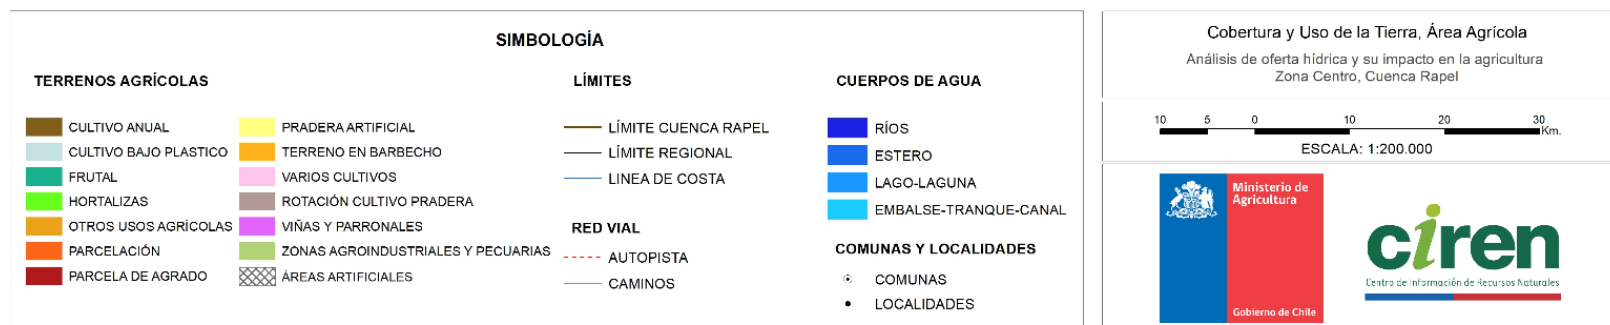 SIMBOLOGÍA
TERRENOS AGRÍCOLAS
CULTIVO ANUAL
CULTIVO BAJO PLASTICO
FRUTAL
HORTALIZAS
OTROS USOS AGRÍCOLAS
PARCELACIÓN
PARCELA DE AGRADO
PRADERA ARTIFICIAL
TERRENO EN BARBECHO
VARIOS CULTIVOS
ROTACIÓN CULTIVO PRADERA
VIÑAS Y PARRONALES
ZONAS AGROINDUSTRIALES Y PECUARIAS
ÁREAS ARTIFICIALES
LÍMITES
LÍMITE CUENCA RAPEL
LÍMITE REGIONAL
LINEA DE COSTA
RED VIAL
AUTOPISTA
CAMINOS
CUERPOS DE AGUA
RÍOS
ESTERO
LAGO-LAGUNA
EMBALSE-TRANQUE-CANAL
COMUNAS Y LOCALIDADES
COMUNAS
LOCALIDADES
Cobertura y Uso de la Tierra, Área Agrícola
Análisis de oferta hídrica y su impacto en la agricultura
Zona Centro, Cuenca Rapel
10 5 0 10 20 30
Km.
ESCALA: 1:200.000
Ministerio de
Agricultura
Gobierno de Chile
ciren
Centro de Información de Recursos Naturales